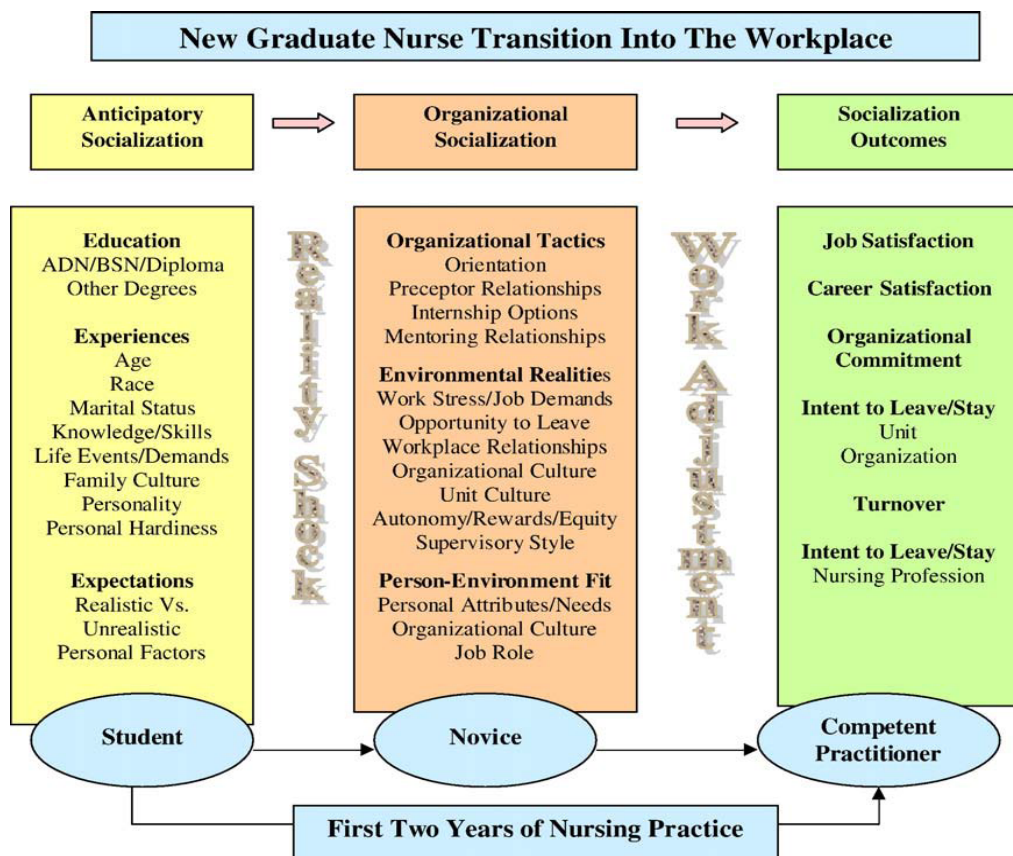 New Graduate Nurse Transition Into The Workplace
Anticipatory
Socialization
Organizational
Socialization
Socialization
Outcomes
Education
ADN/BSN/Diploma
Other Degrees
Experiences
Age
Race
Marital Status
Knowledge/Skills
Life Events/Demands
Family Culture
Personality
Personal Hardiness
Expectations
Realistic Vs.
Unrealistic
Personal Factors
Reality Shock
Organizational Tactics
Orientation
Preceptor Relationships
Internship Options
Mentoring Relationships
Environmental Realities
Work Stress/Job Demands
Opportunity to Leave
Workplace Relationships
Organizational Culture
Unit Culture
Autonomy/Rewards/Equity
Supervisory Style
Person-Environment Fit
Personal Attributes/Needs
Organizational Culture
Job Role
Work Adjustment
Job Satisfaction
Career Satisfaction
Organizational
Commitment
Intent to Leave/Stay
Unit
Organization
Turnover
Intent to Leave/Stay
Nursing Profession
Student
Novice
Competent
Practitioner
First Two Years of Nursing Practice